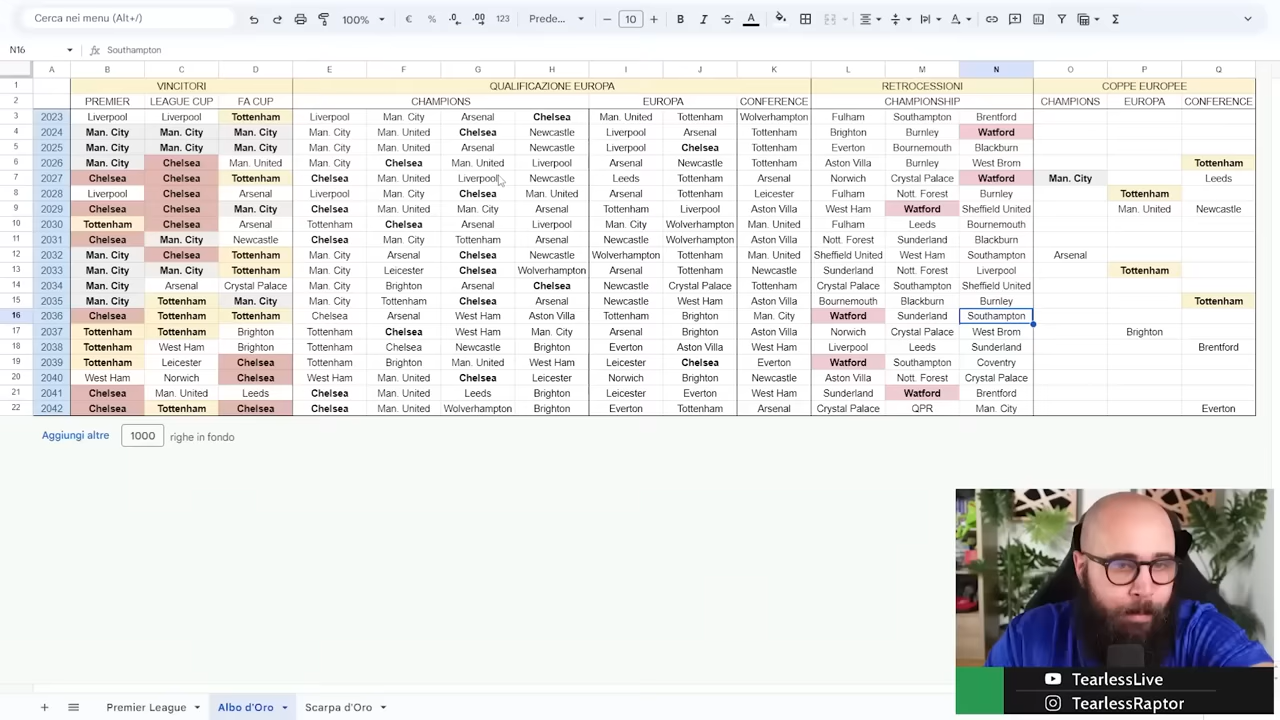 Cerca nei menu (Alt+/) 100% € % .0 .00 123 Prede... 10 B I S A Σ
N16 fx Southampton
A B C D E F G H I J K L M N O P Q
1 VINCITORI QUALIFICAZIONE EUROPA RETROCESSIONI COPPE EUROPEE
2 PREMIER LEAGUE CUP FA CUP CHAMPIONS EUROPA CONFERENCE CHAMPIONSHIP CHAMPIONS EUROPA CONFERENCE
3 2023 Liverpool Liverpool Tottenham Liverpool Man. City Arsenal Chelsea Man. United Tottenham Wolverhampton Fulham Southampton Brentford
4 2024 Man. City Man. City Man. City Man. City Man. United Chelsea Newcastle Liverpool Arsenal Tottenham Brighton Burnley Watford
5 2025 Man. City Man. City Man. City Man. City Man. United Newcastle Arsenal Liverpool Chelsea Tottenham Everton Bournemouth Blackburn
6 2026 Man. City Chelsea Man. United Man. City Chelsea Man. United Liverpool Arsenal Newcastle Tottenham Aston Villa Burnley West Brom Tottenham
7 2027 Chelsea Chelsea Tottenham Chelsea Man. United Liverpool Newcastle Leeds Tottenham Arsenal Norwich Crystal Palace Watford Man. City Leeds
8 2028 Liverpool Chelsea Arsenal Liverpool Man. City Chelsea Man. United Arsenal Tottenham Leicester Fulham Nott. Forest Burnley Tottenham
9 2029 Chelsea Chelsea Man. City Chelsea Man. United Man. City Arsenal Tottenham Liverpool Aston Villa West Ham Watford Sheffield United Man. United Newcastle
10 2030 Tottenham Chelsea Arsenal Tottenham Chelsea Arsenal Liverpool Man. City Wolverhampton Man. United Fulham Leeds Bournemouth
11 2031 Chelsea Man. City Newcastle Chelsea Man. City Tottenham Arsenal Newcastle Wolverhampton Aston Villa Nott. Forest Sunderland Blackburn
12 2032 Man. City Chelsea Tottenham Man. City Arsenal Chelsea Newcastle Wolverhampton Tottenham Man. United Sheffield United West Ham Southampton Arsenal
13 2033 Man. City Man. City Tottenham Man. City Leicester Chelsea Wolverhampton Arsenal Tottenham Newcastle Sunderland Nott. Forest Liverpool Tottenham
14 2034 Man. City Arsenal Crystal Palace Man. City Brighton Arsenal Chelsea Newcastle Crystal Palace Tottenham Crystal Palace Southampton Sheffield United
15 2035 Man. City Tottenham Man. City Man. City Tottenham Chelsea Arsenal Newcastle West Ham Aston Villa Bournemouth Blackburn Burnley Tottenham
16 2036 Chelsea Tottenham Tottenham Chelsea Arsenal West Ham Aston Villa Tottenham Brighton Man. City Watford Sunderland Southampton
17 2037 Tottenham Tottenham Brighton Tottenham Chelsea West Ham Man. City Arsenal Brighton Newcastle Norwich Crystal Palace West Brom Brighton
18 2038 Tottenham West Ham Brighton Tottenham Chelsea Newcastle Brighton Everton Aston Villa West Ham Liverpool Leeds Sunderland Brentford
19 2039 Tottenham Leicester Chelsea Tottenham Brighton Man. United West Ham Leicester Chelsea Everton Watford Southampton Coventry
20 2040 West Ham Norwich Chelsea West Ham Man. United Chelsea Leicester Norwich Brighton Newcastle Aston Villa Nott. Forest Crystal Palace
21 2041 Chelsea Man. United Leeds Chelsea Man. United Leeds Brighton Leicester Everton West Ham Sunderland Watford Brentford
22 2042 Chelsea Tottenham Chelsea Chelsea Man. United Wolverhampton Brighton Everton Tottenham Arsenal Crystal Palace QPR Man. City Everton
Aggiungi altre 1000 righe in fondo
TearlessLive
TearlessRaptor
Premier League Albo d'Oro Scarpa d'Oro